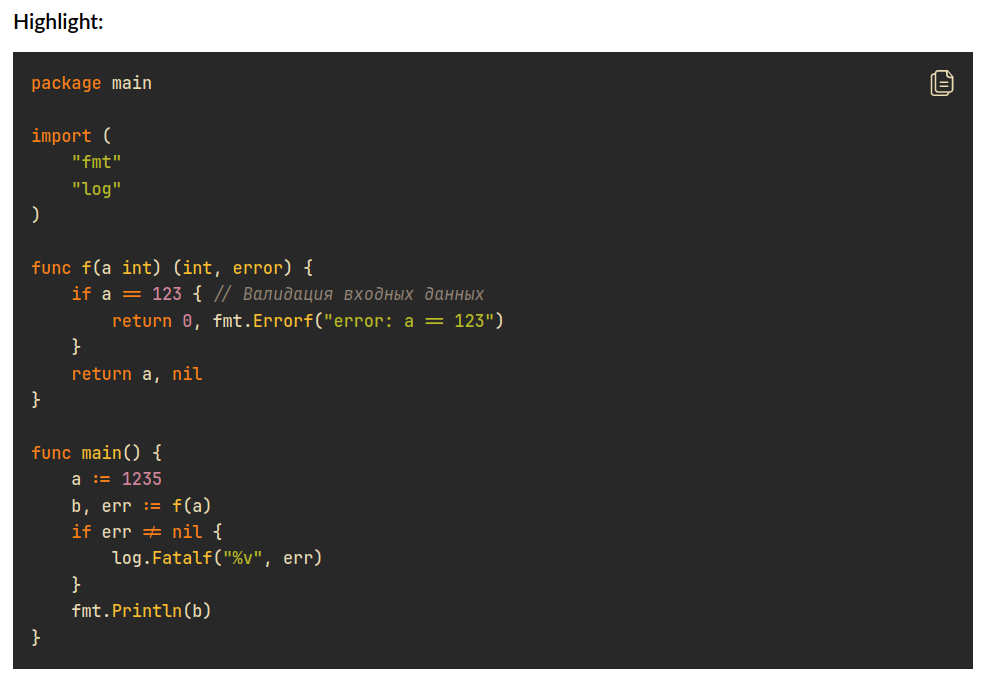 Highlight:
package main
import (
    "fmt"
    "log"
)
func f(a int) (int, error) {
    if a == 123 { // Валидация входных данных
        return 0, fmt.Errorf("error: a == 123")
    }
    return a, nil
}
func main() {
    a := 1235
    b, err := f(a)
    if err != nil {
        log.Fatalf("%v", err)
    }
    fmt.Println(b)
}